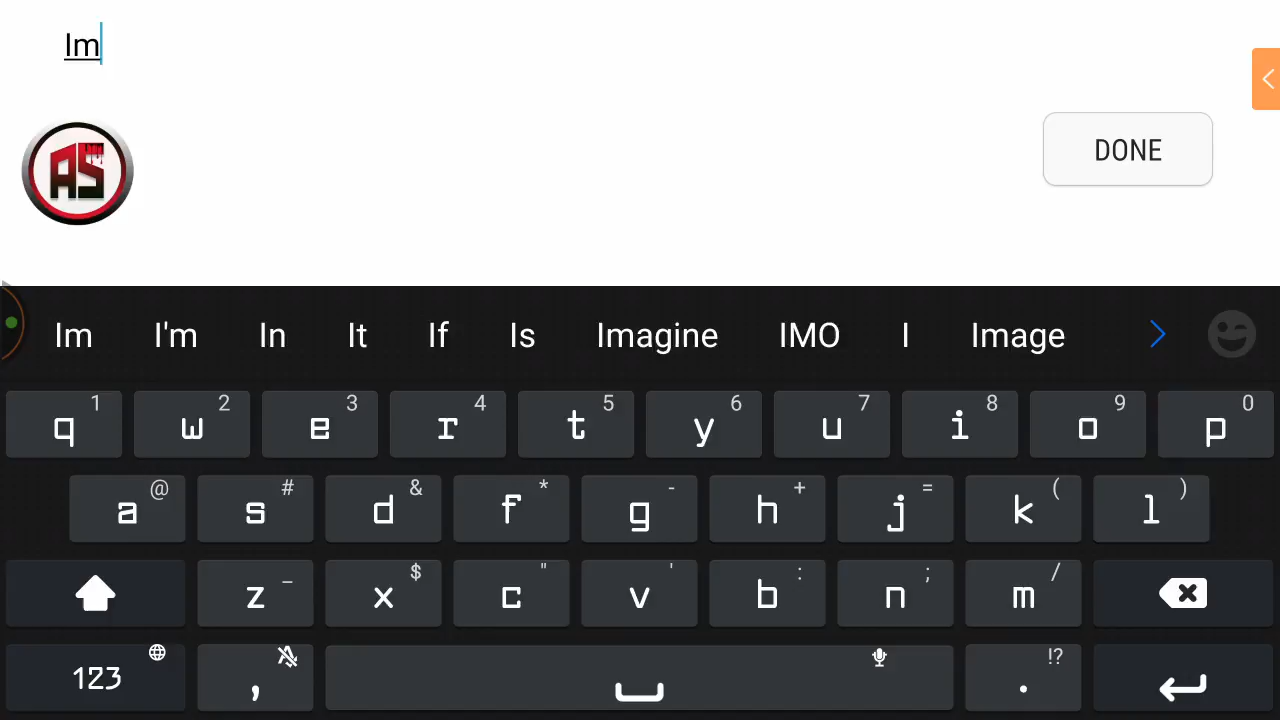 Im
AS
DONE
Im I'm In It If Is Imagine IMO I Image
1 2 3 4 5 6 7 8 9 0
q w e r t y u i o p
@ # & * - + = ( )
a s d f g h j k l
_ $ " ' : ; /
z x c v b n m
!?
123 , .